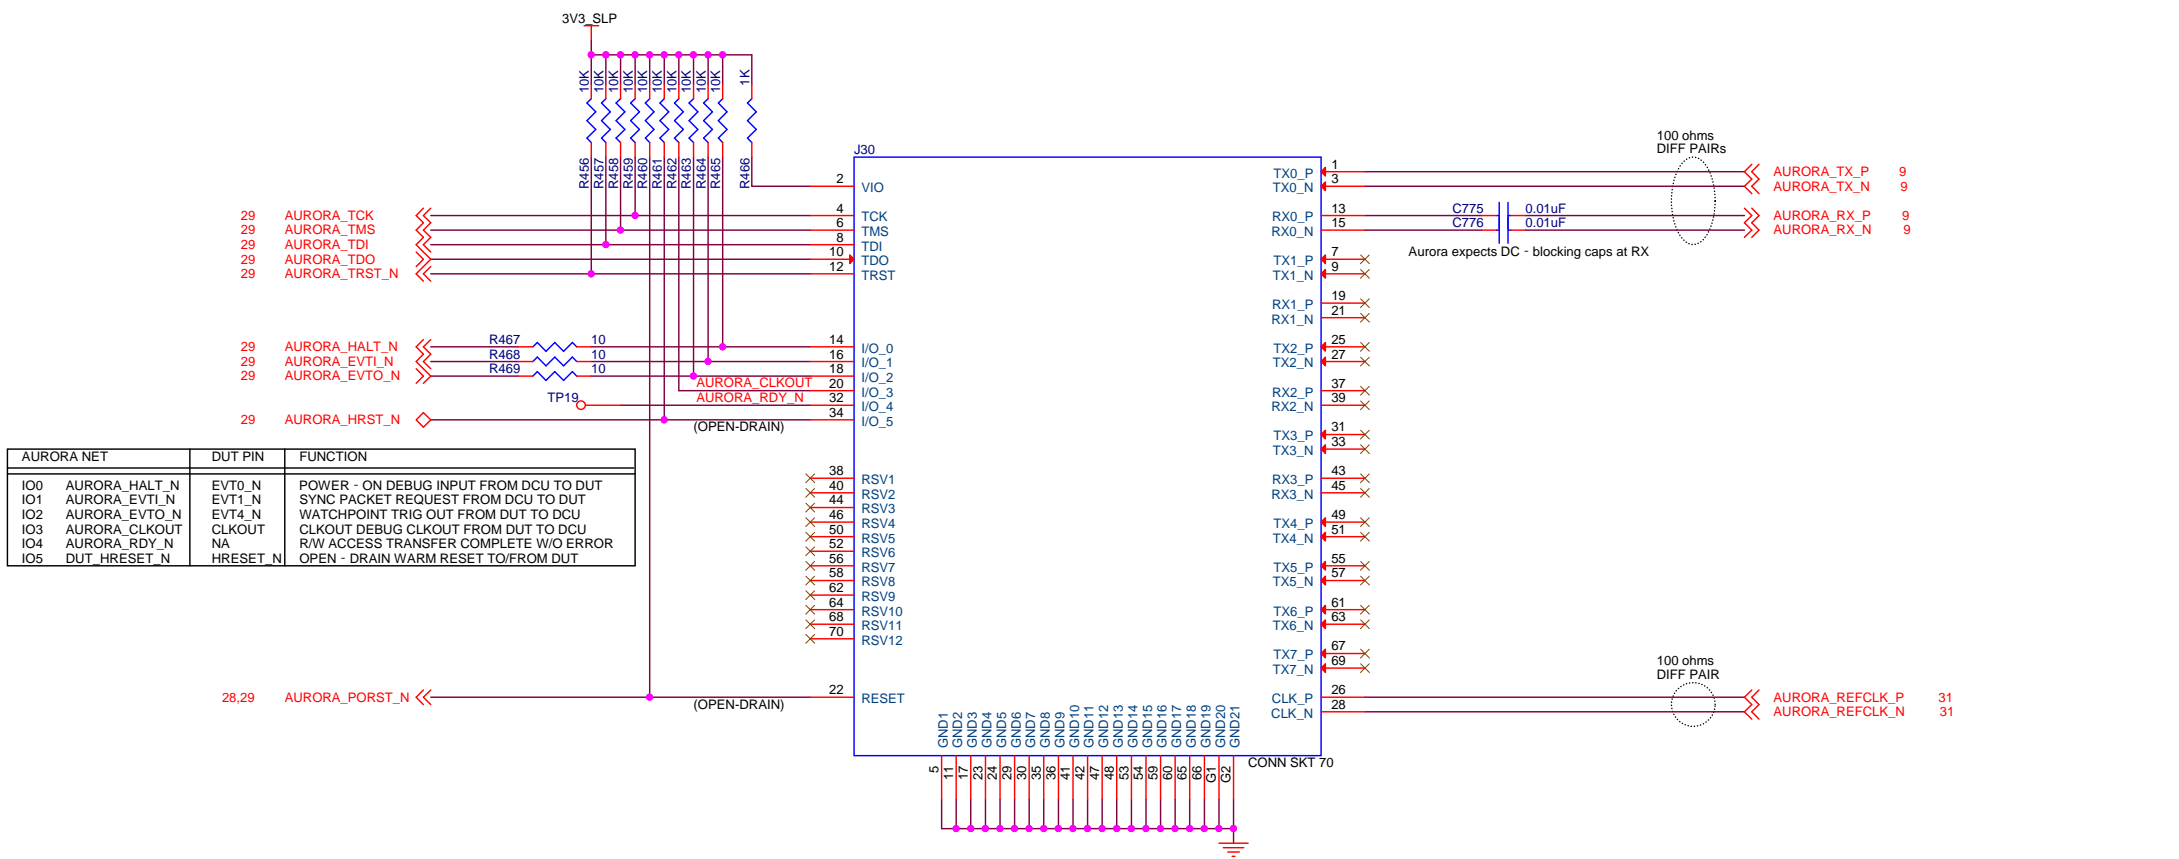 3V3_SLP
10K 10K 10K 10K 10K 10K 10K 10K 10K 10K 1K
R456 R457 R458 R459 R460 R461 R462 R463 R464 R465 R466
J30
100 ohms
DIFF PAIRs
2 VIO
29 AURORA_TCK 4 TCK
29 AURORA_TMS 6 TMS
29 AURORA_TDI 8 TDI
29 AURORA_TDO 10 TDO
29 AURORA_TRST_N 12 TRST
29 AURORA_HALT_N R467 10 14 I/O_0
29 AURORA_EVTI_N R468 10 16 I/O_1
29 AURORA_EVTO_N R469 10 18 I/O_2
AURORA_CLKOUT 20 I/O_3
TP19 AURORA_RDY_N 32 I/O_4
29 AURORA_HRST_N 34 I/O_5
(OPEN-DRAIN)
AURORA NET DUT PIN FUNCTION
IO0 AURORA_HALT_N EVT0_N POWER - ON DEBUG INPUT FROM DCU TO DUT
IO1 AURORA_EVTI_N EVT1_N SYNC PACKET REQUEST FROM DCU TO DUT
IO2 AURORA_EVTO_N EVT4_N WATCHPOINT TRIG OUT FROM DUT TO DCU
IO3 AURORA_CLKOUT CLKOUT CLKOUT DEBUG CLKOUT FROM DUT TO DCU
IO4 AURORA_RDY_N NA R/W ACCESS TRANSFER COMPLETE W/O ERROR
IO5 DUT_HRESET_N HRESET_N OPEN - DRAIN WARM RESET TO/FROM DUT
38 RSV1
40 RSV2
44 RSV3
46 RSV4
50 RSV5
52 RSV6
56 RSV7
58 RSV8
62 RSV9
64 RSV10
68 RSV11
70 RSV12
28,29 AURORA_PORST_N 22 RESET
(OPEN-DRAIN)
TX0_P 1 AURORA_TX_P 9
TX0_N 3 AURORA_TX_N 9
RX0_P 13 C775 0.01uF AURORA_RX_P 9
RX0_N 15 C776 0.01uF AURORA_RX_N 9
Aurora expects DC - blocking caps at RX
TX1_P 7
TX1_N 9
RX1_P 19
RX1_N 21
TX2_P 25
TX2_N 27
RX2_P 37
RX2_N 39
TX3_P 31
TX3_N 33
RX3_P 43
RX3_N 45
TX4_P 49
TX4_N 51
TX5_P 55
TX5_N 57
TX6_P 61
TX6_N 63
TX7_P 67
TX7_N 69
100 ohms
DIFF PAIR
CLK_P 26 AURORA_REFCLK_P 31
CLK_N 28 AURORA_REFCLK_N 31
GND1 GND2 GND3 GND4 GND5 GND6 GND7 GND8 GND9 GND10 GND11 GND12 GND13 GND14 GND15 GND16 GND17 GND18 GND19 GND20 GND21
5 11 17 23 24 29 30 35 36 41 42 47 48 53 54 59 60 65 66 G1 G2
CONN SKT 70